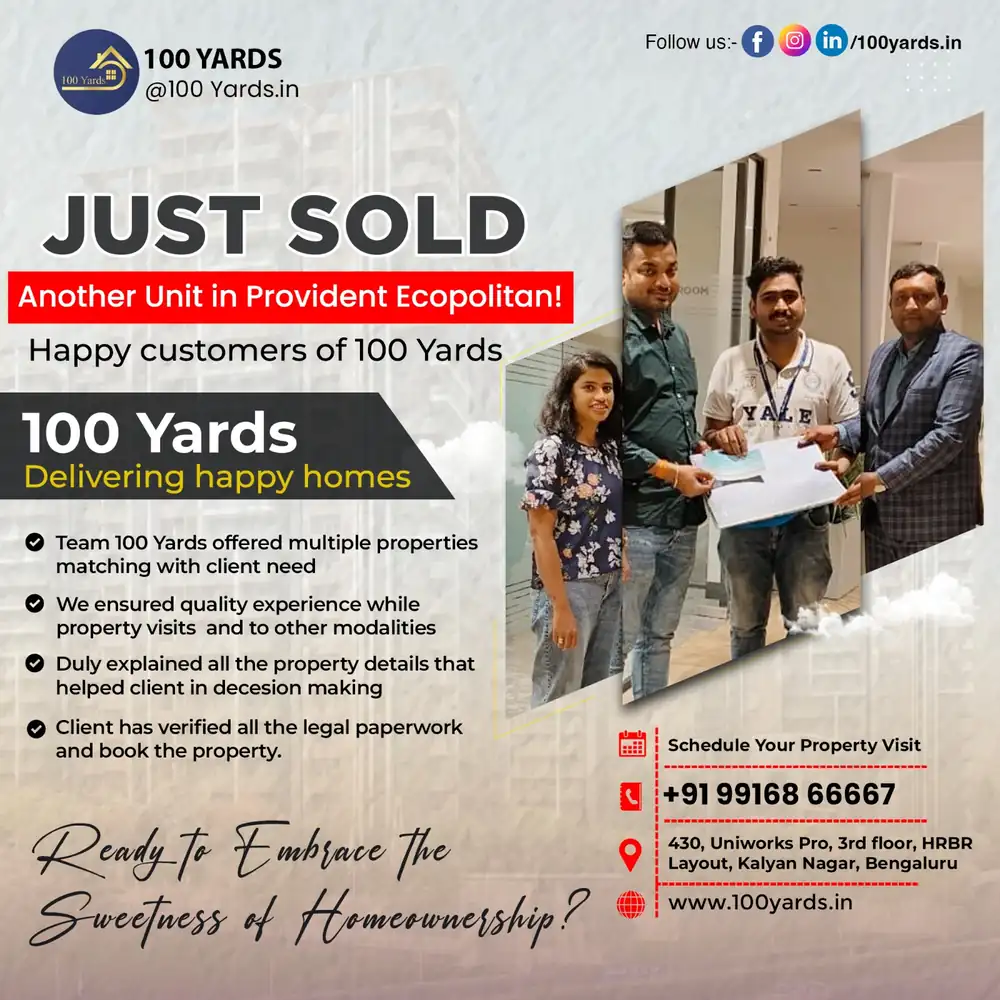 100 Yards
100 YARDS
@100 Yards.in
Follow us:- /100yards.in
JUST SOLD
Another Unit in Provident Ecopolitan!
Happy customers of 100 Yards
100 Yards
Delivering happy homes
Team 100 Yards offered multiple properties
matching with client need
We ensured quality experience while
property visits and to other modalities
Duly explained all the property details that
helped client in decesion making
Client has verified all the legal paperwork
and book the property.
Ready to Embrace the
Sweetness of Homeownership?
YALE
Schedule Your Property Visit
+91 99168 66667
430, Uniworks Pro, 3rd floor, HRBR
Layout, Kalyan Nagar, Bengaluru
www.100yards.in